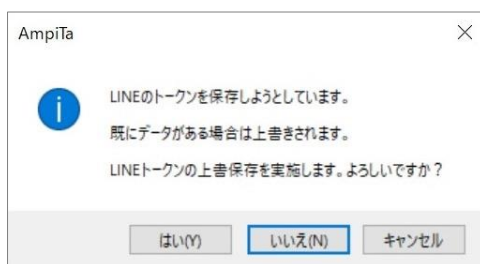 AmpiTa
LINEのトークンを保存しようとしています。
既にデータがある場合は上書きされます。
LINEトークンの上書保存を実施します。よろしいですか？
はい(Y)
いいえ(N)
キャンセル